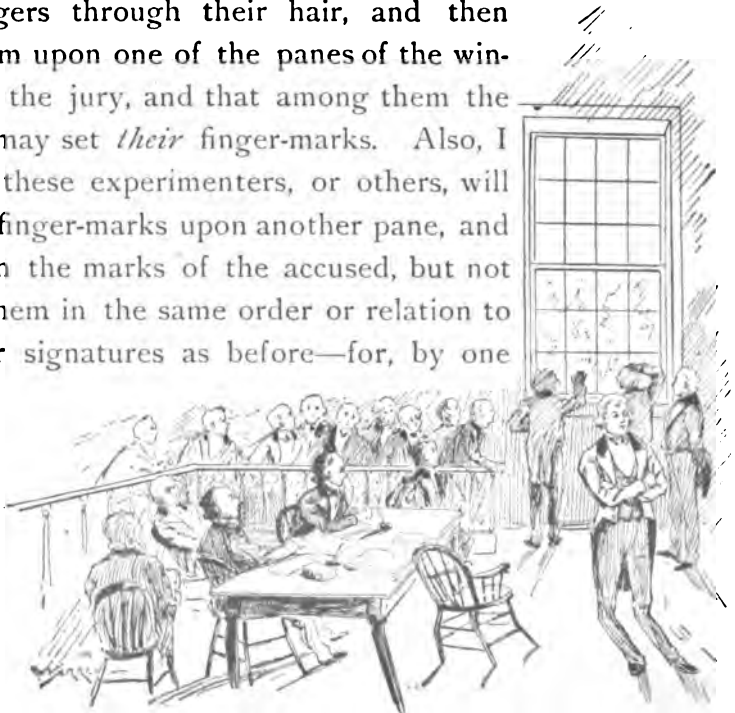 gers through their hair, and then
m upon one of the panes of the win-
the jury, and that among them the
may set their finger-marks. Also, I
these experimenters, or others, will
finger-marks upon another pane, and
the marks of the accused, but not
hem in the same order or relation to
signatures as before—for, by one